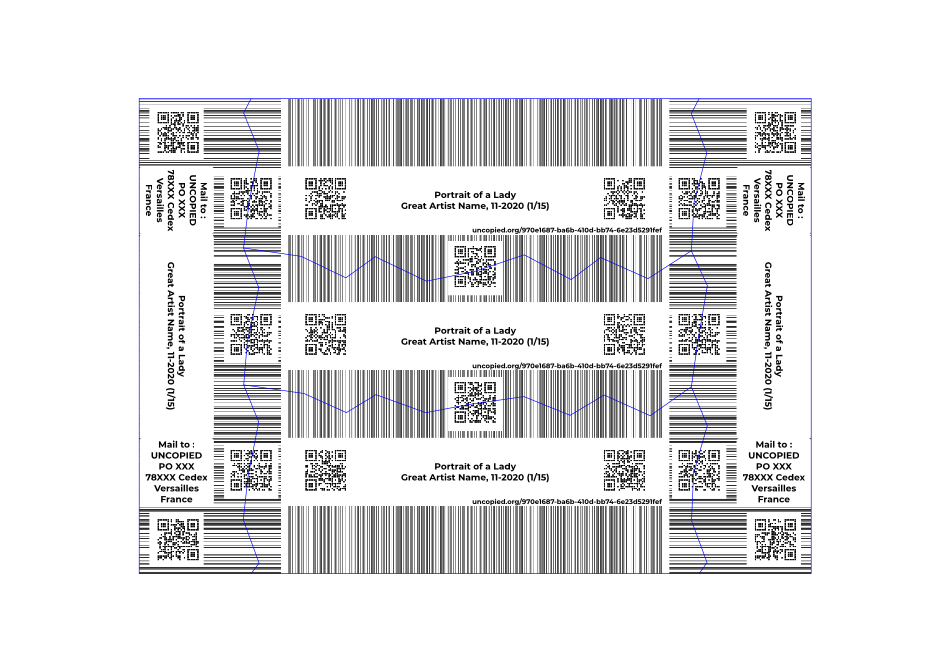 Mail to :
UNCOPIED
PO XXX
78XXX Cedex
Versailles
France
Portrait of a Lady
Great Artist Name, 11-2020 (1/15)
uncopied.org/970e1687-ba6b-410d-bb74-6e23d5291fef
Mail to :
UNCOPIED
PO XXX
78XXX Cedex
Versailles
France
Portrait of a Lady
Great Artist Name, 11-2020 (1/15)
Portrait of a Lady
Great Artist Name, 11-2020 (1/15)
uncopied.org/970e1687-ba6b-410d-bb74-6e23d5291fef
Portrait of a Lady
Great Artist Name, 11-2020 (1/15)
Mail to :
UNCOPIED
PO XXX
78XXX Cedex
Versailles
France
Portrait of a Lady
Great Artist Name, 11-2020 (1/15)
uncopied.org/970e1687-ba6b-410d-bb74-6e23d5291fef
Mail to :
UNCOPIED
PO XXX
78XXX Cedex
Versailles
France